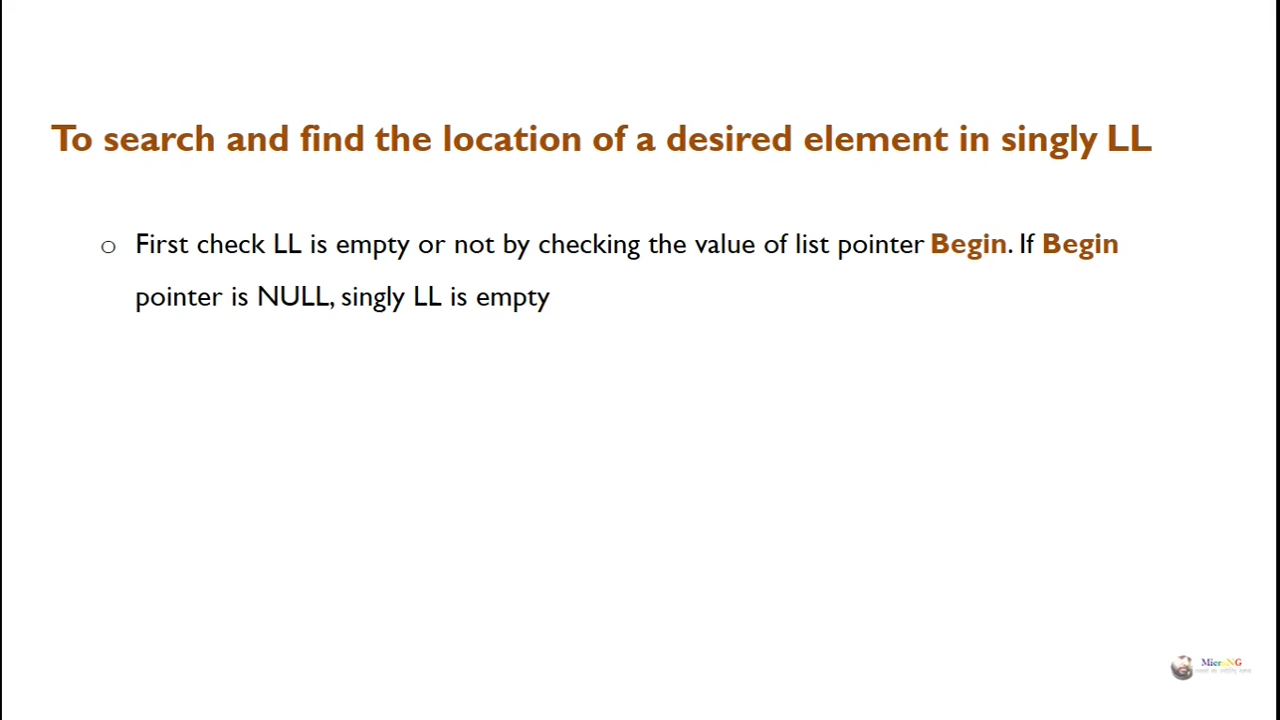 To search and find the location of a desired element in singly LL
o First check LL is empty or not by checking the value of list pointer Begin. If Begin
pointer is NULL, singly LL is empty
MicroNG